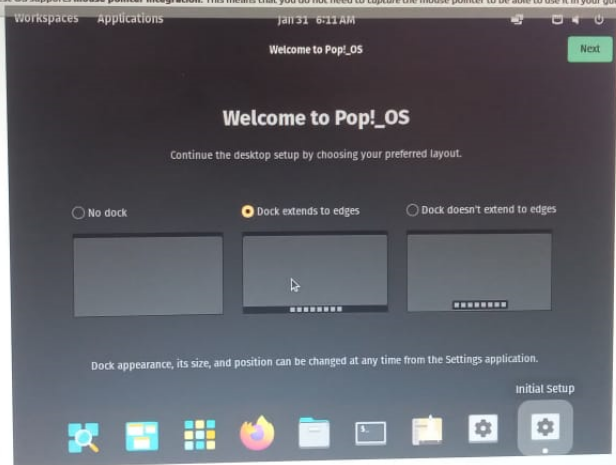 OS supports mouse pointer integration. This means that you do not need to capture the mouse pointer to be able to use it in your
Workspaces Applications Jan 31 6:11 AM
Welcome to Pop!_OS
Next
Welcome to Pop!_OS
Continue the desktop setup by choosing your preferred layout.
No dock Dock extends to edges Dock doesn't extend to edges
Dock appearance, its size, and position can be changed at any time from the Settings application.
Initial Setup